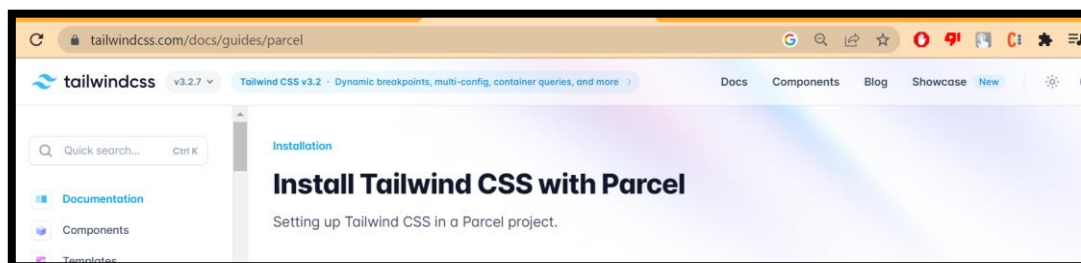 tailwindcss.com/docs/guides/parcel
tailwindcss v3.2.7 Tailwind CSS v3.2 · Dynamic breakpoints, multi-config, container queries, and more Docs Components Blog Showcase New
Quick search... Ctrl K
Installation
Install Tailwind CSS with Parcel
Setting up Tailwind CSS in a Parcel project.
Documentation
Components
Templates